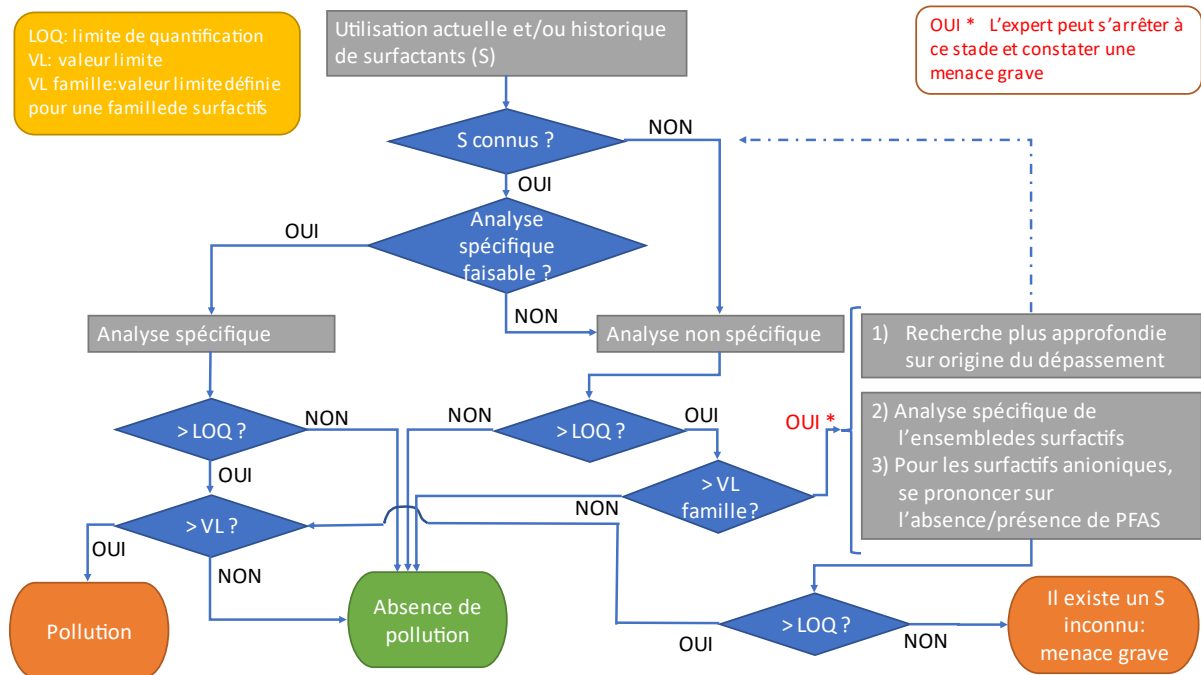 LOQ: limite de quantification
VL: valeur limite
VL famille:valeur limite définie
pour une famillede surfactifs
Utilisation actuelle et/ou historique
de surfactants (S)
OUI * L'expert peut s'arrêter à
ce stade et constater une
menace grave
S connus ?
NON
OUI
Analyse
spécifique
faisable ?
OUI
NON
Analyse spécifique
Analyse non spécifique
1) Recherche plus approfondie
sur origine du dépassement
2) Analyse spécifique de
l'ensembledes surfactifs
3) Pour les surfactifs anioniques,
se prononcer sur
l'absence/présence de PFAS
> LOQ ?
NON
OUI
NON
> LOQ ?
OUI
OUI *
> VL
famille?
NON
> VL ?
OUI
NON
Pollution
Absence de
pollution
> LOQ ?
OUI
NON
Il existe un S
inconnu:
menace grave